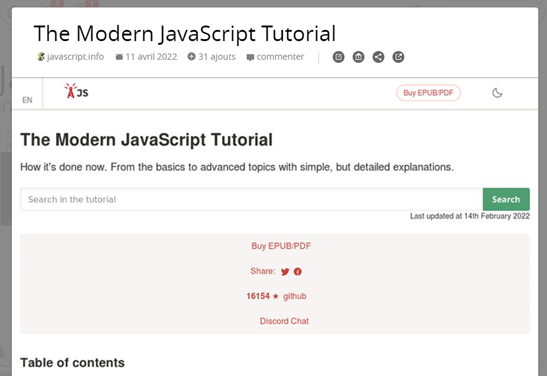 The Modern JavaScript Tutorial
javascript.info 11 avril 2022 31 ajouts commenter
EN JS Buy EPUB/PDF
The Modern JavaScript Tutorial
How it's done now. From the basics to advanced topics with simple, but detailed explanations.
Search in the tutorial Search
Last updated at 14th February 2022
Buy EPUB/PDF
Share:
16154 ★ github
Discord Chat
Table of contents